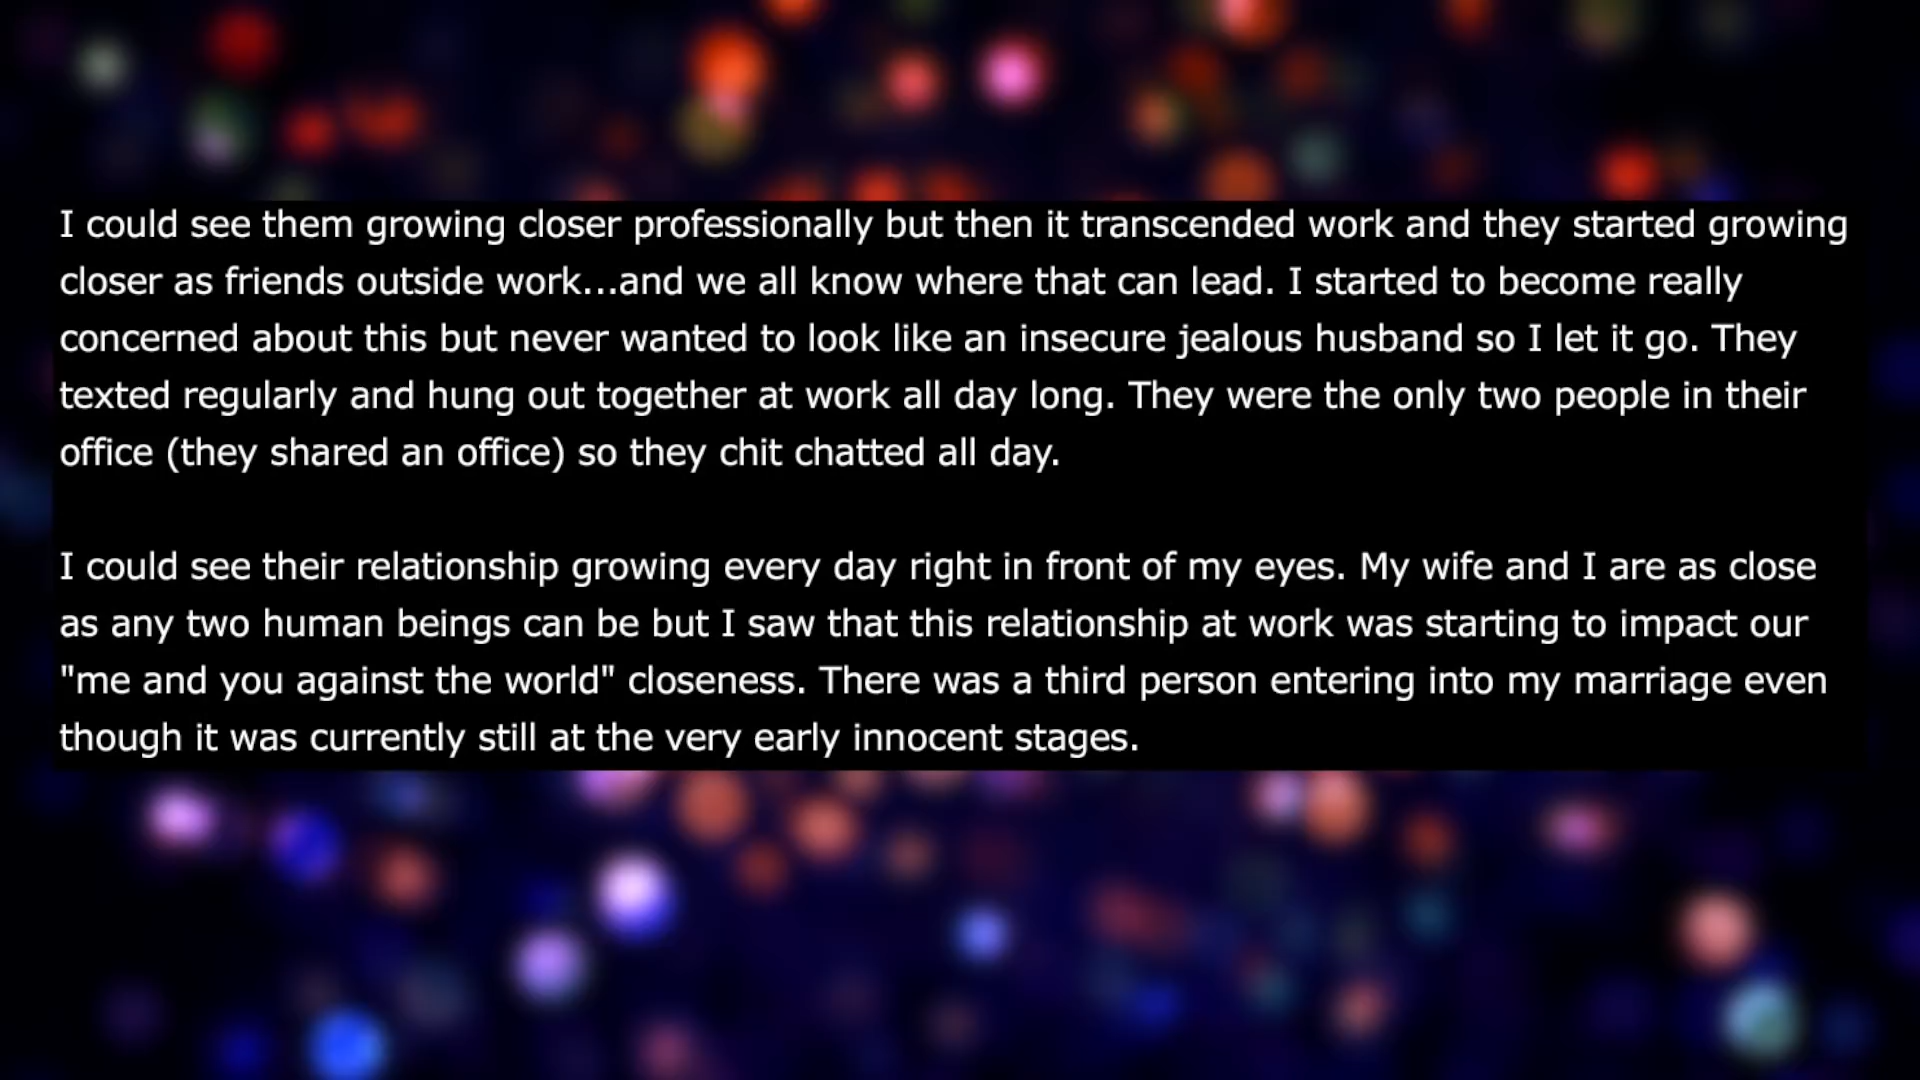 I could see them growing closer professionally but then it transcended work and they started growing
closer as friends outside work...and we all know where that can lead. I started to become really
concerned about this but never wanted to look like an insecure jealous husband so I let it go. They
texted regularly and hung out together at work all day long. They were the only two people in their
office (they shared an office) so they chit chatted all day.
I could see their relationship growing every day right in front of my eyes. My wife and I are as close
as any two human beings can be but I saw that this relationship at work was starting to impact our
"me and you against the world" closeness. There was a third person entering into my marriage even
though it was currently still at the very early innocent stages.